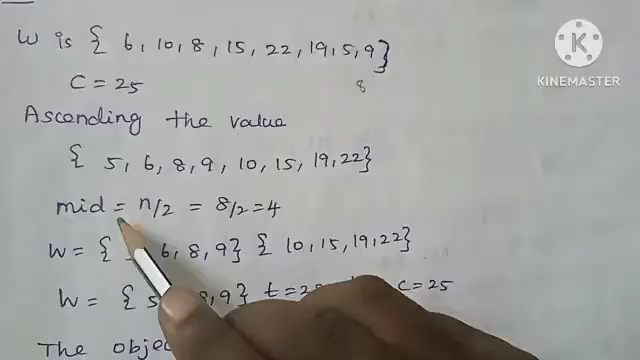 W is { 6, 10, 8, 15, 22, 19, 5, 9}
C = 25
8
Ascending the value
{ 5, 6, 8, 9, 10, 15, 19, 22}
mid = n/2 = 8/2 = 4
W = { 6, 8, 9} { 10, 15, 19, 22}
W = { 5 8, 9} t = 28 C = 25
The
KINEMASTER